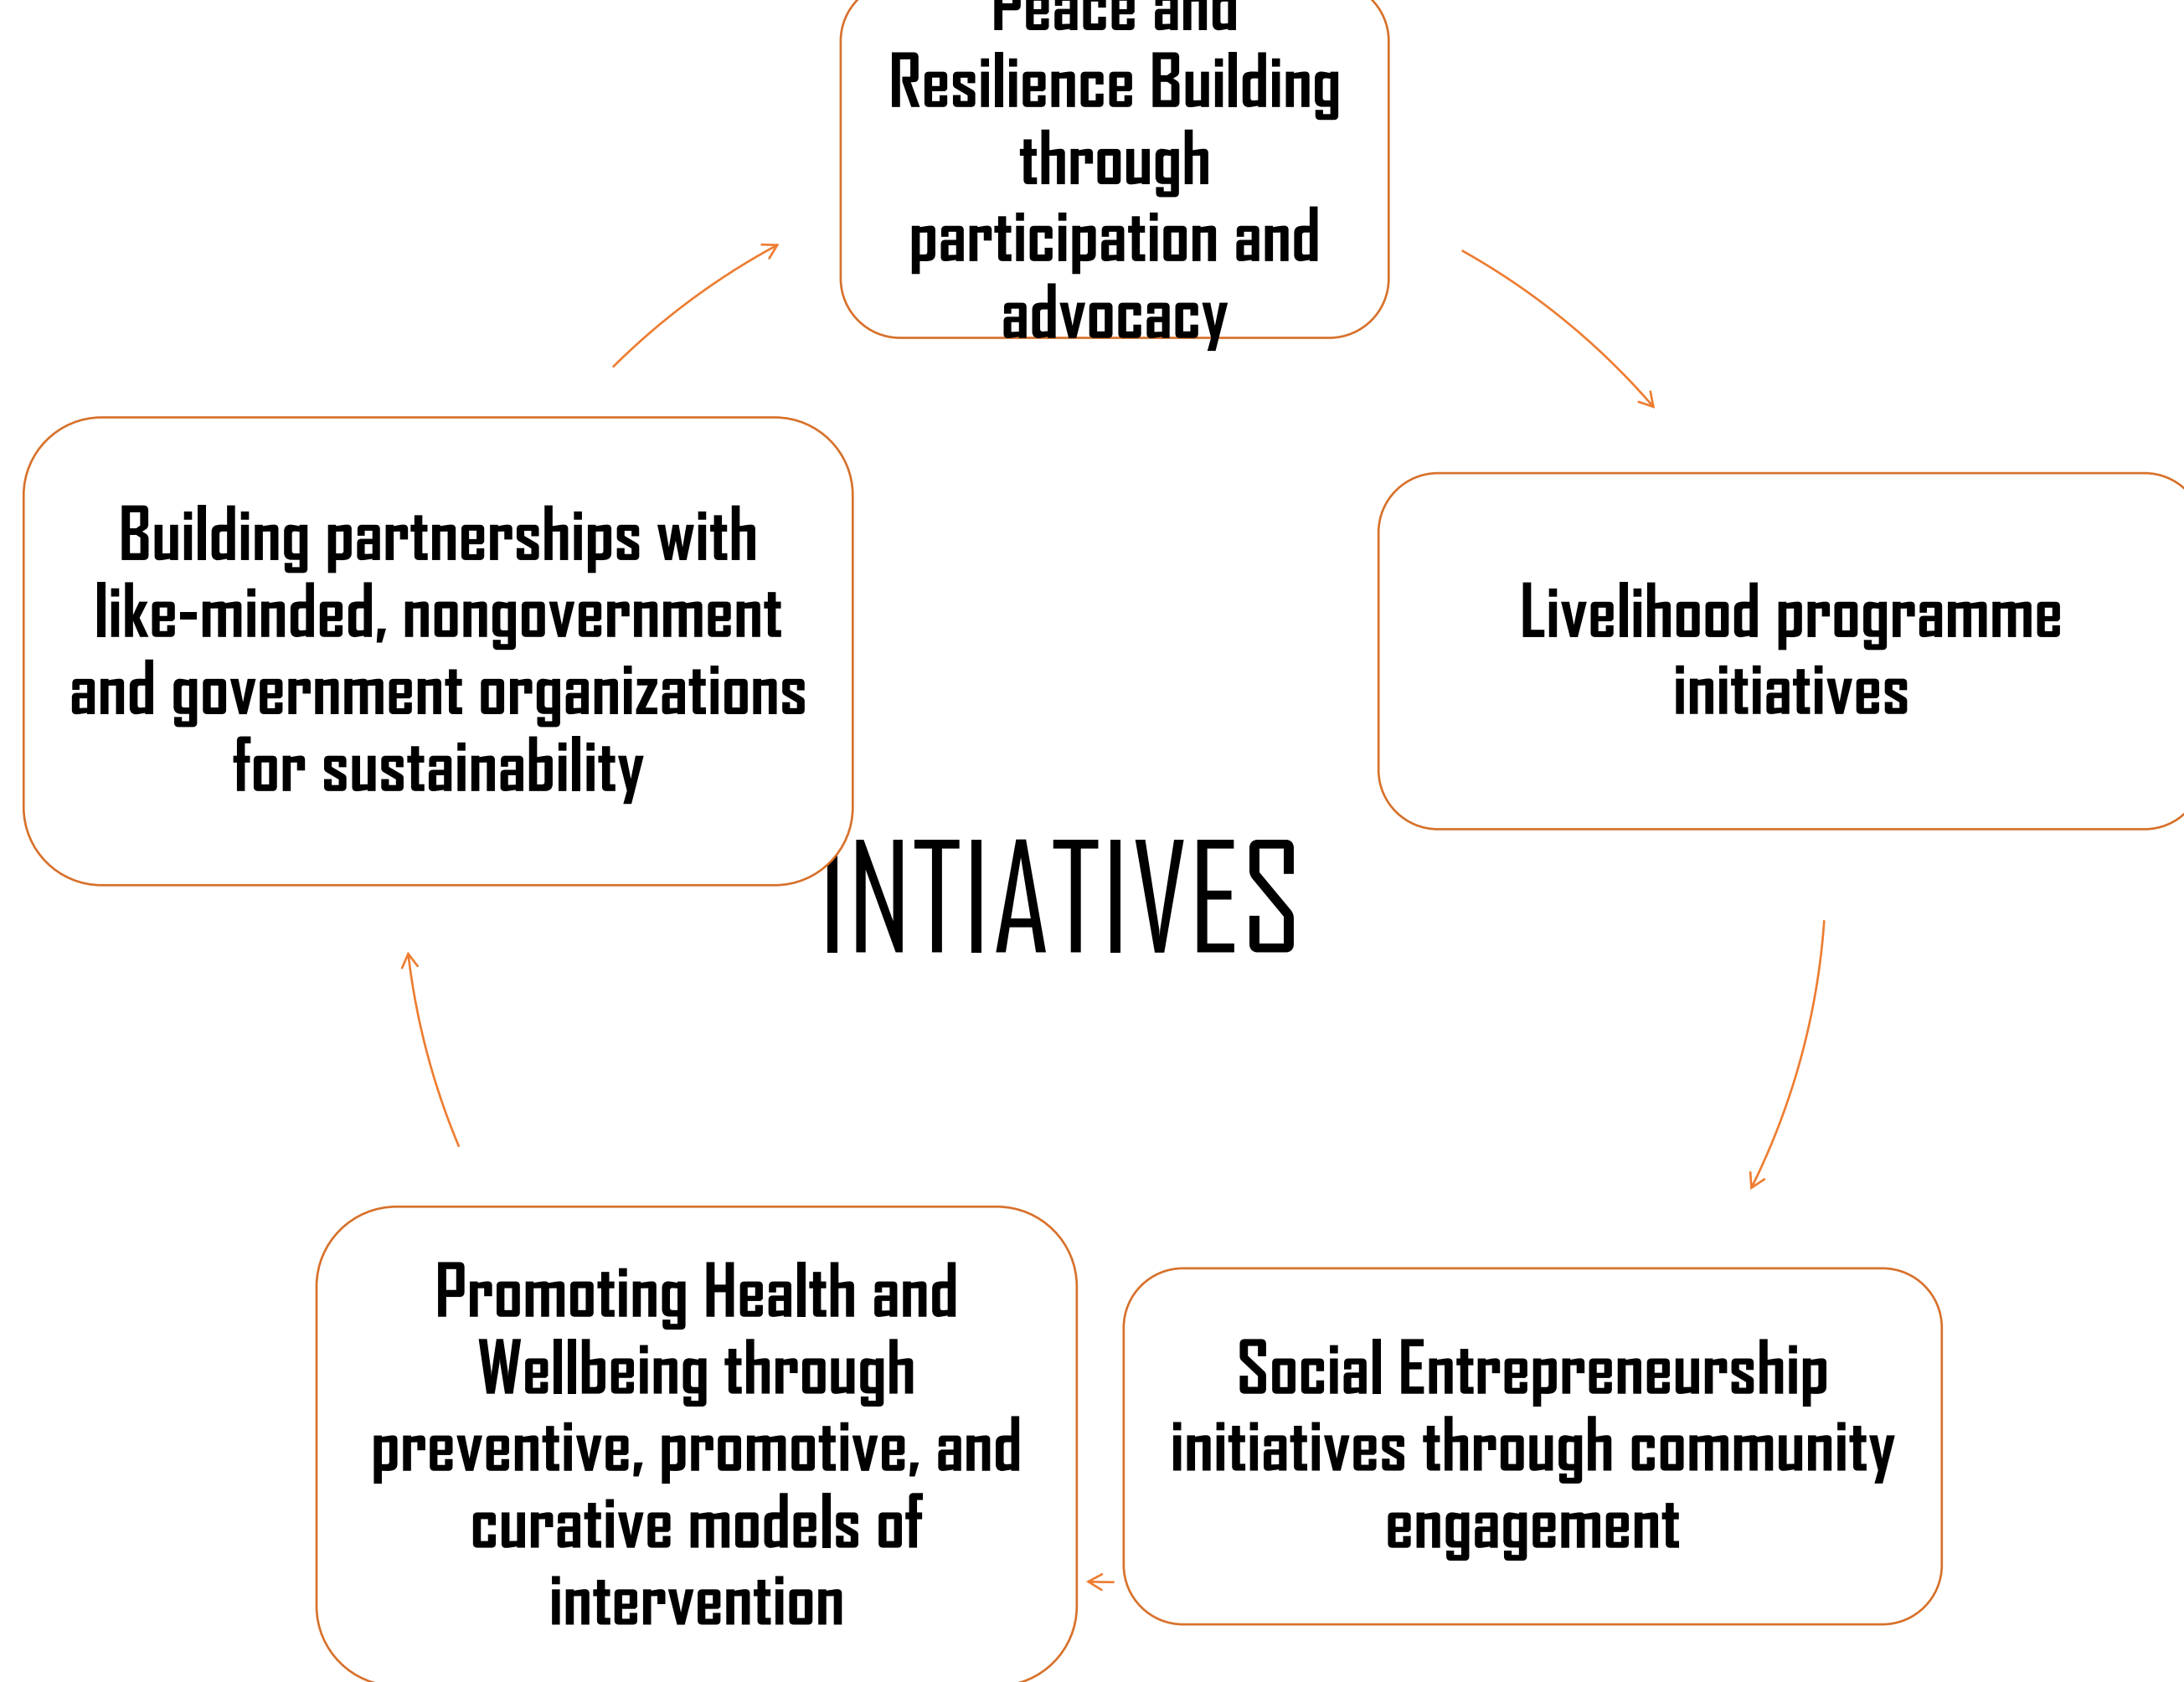 Peace and
Resilience Building
through
participation and
advocacy
Building partnerships with
like-minded, nongovernment
and government organizations
for sustainability
Livelihood programme
initiatives
INTIATIVES
Promoting Health and
Wellbeing through
preventive, promotive, and
curative models of
intervention
Social Entrepreneurship
initiatives through community
engagement